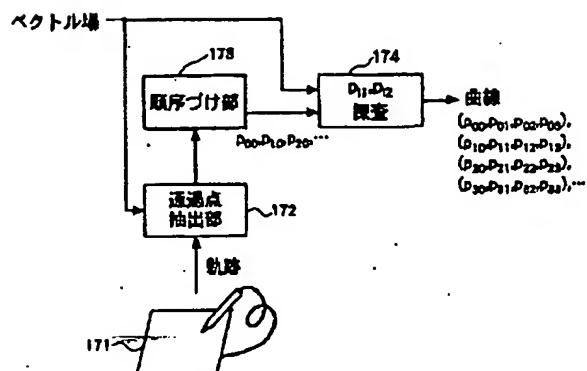 ベクトル場
173
174
順序づけ部
P11,P12
探査
曲線
(P00,P01,P02,P03),
(P10,P11,P12,P13),
(P20,P21,P22,P23),
(P30,P31,P32,P33),…
P00,P10,P20,…
通過点
抽出部
172
軌跡
171